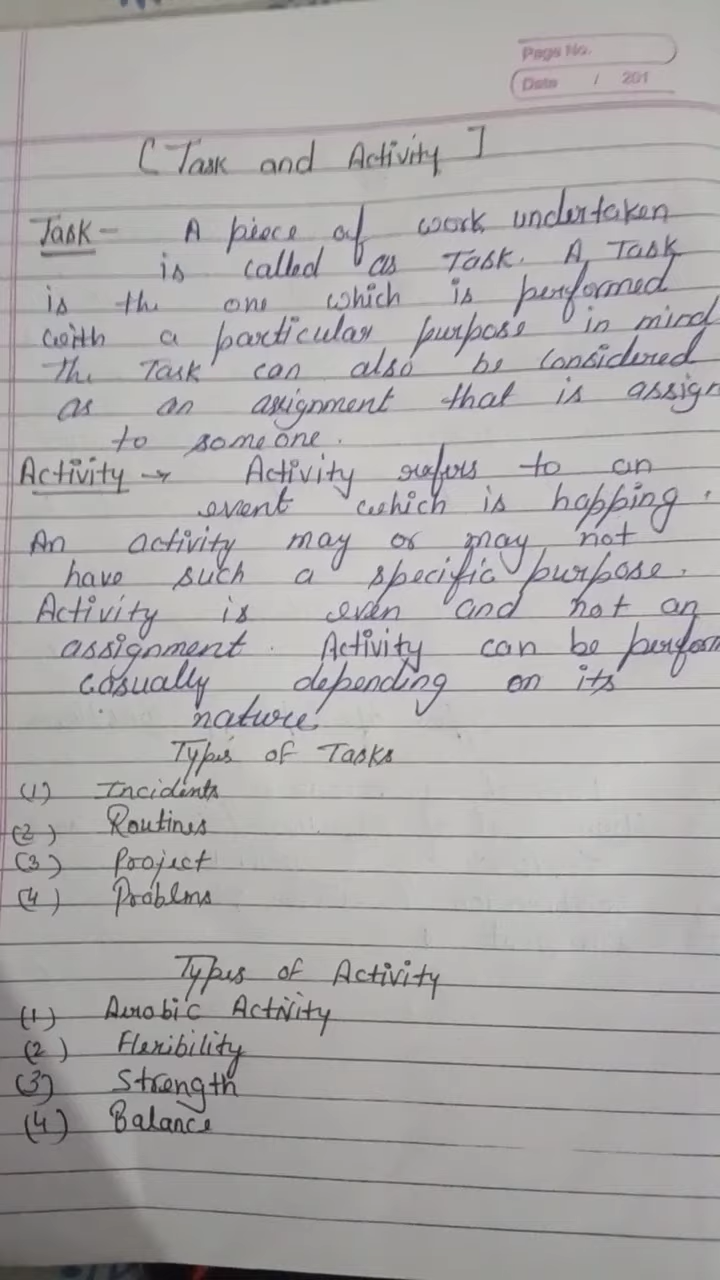 Page No.
Date / 201
[ Task and Activity ]
Task - A piece of work undertaken
is called as Task. A Task
is the one which is performed
with a particular purpose in mind
The Task can also be considered
as an assignment that is assign
to someone.
Activity → Activity refers to an
event which is happing.
An activity may or may not
have such a specific purpose.
Activity is even and not an
assignment. Activity can be perform
casually depending on its
nature.
Types of Tasks
(1) Incidents
(2) Routines
(3) Project
(4) Problms
Types of Activity
(1) Aerobic Activity
(2) Flexibility
(3) Strength
(4) Balance